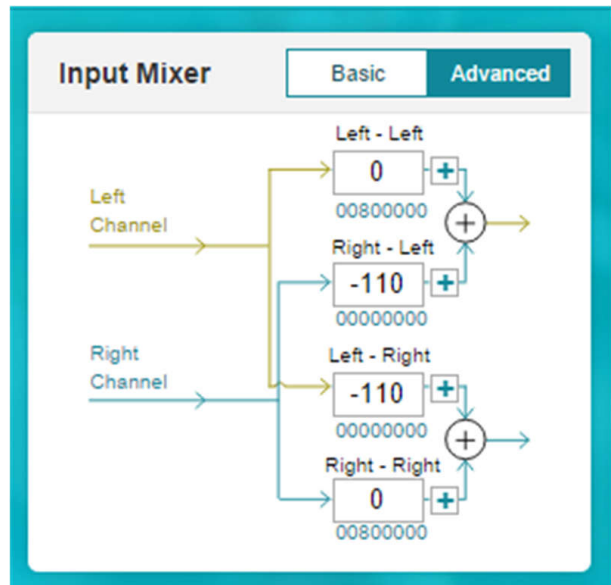 Input Mixer
Basic
Advanced
Left - Left
0
+
00800000
Left
Channel
+
Right - Left
-110
+
00000000
Right
Channel
Left - Right
-110
+
00000000
+
Right - Right
0
+
00800000